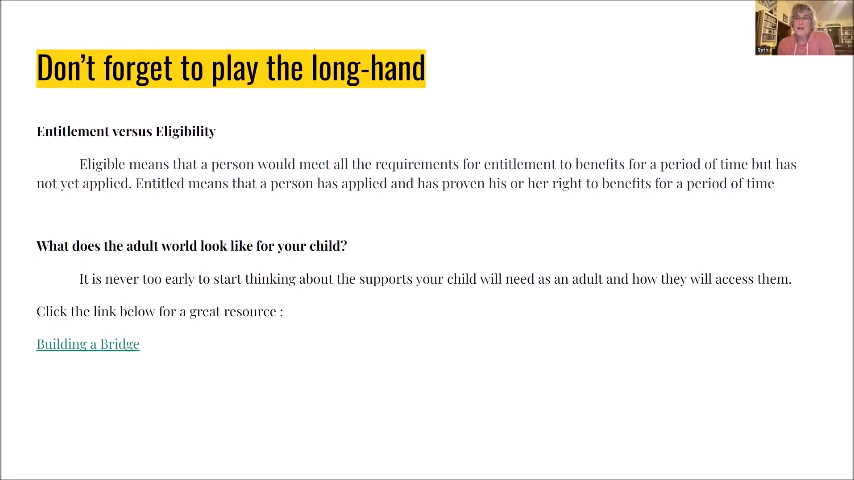 Don't forget to play the long-hand
Entitlement versus Eligibility
Eligible means that a person would meet all the requirements for entitlement to benefits for a period of time but has
not yet applied. Entitled means that a person has applied and has proven his or her right to benefits for a period of time
What does the adult world look like for your child?
It is never too early to start thinking about the supports your child will need as an adult and how they will access them.
Click the link below for a great resource :
Building a Bridge